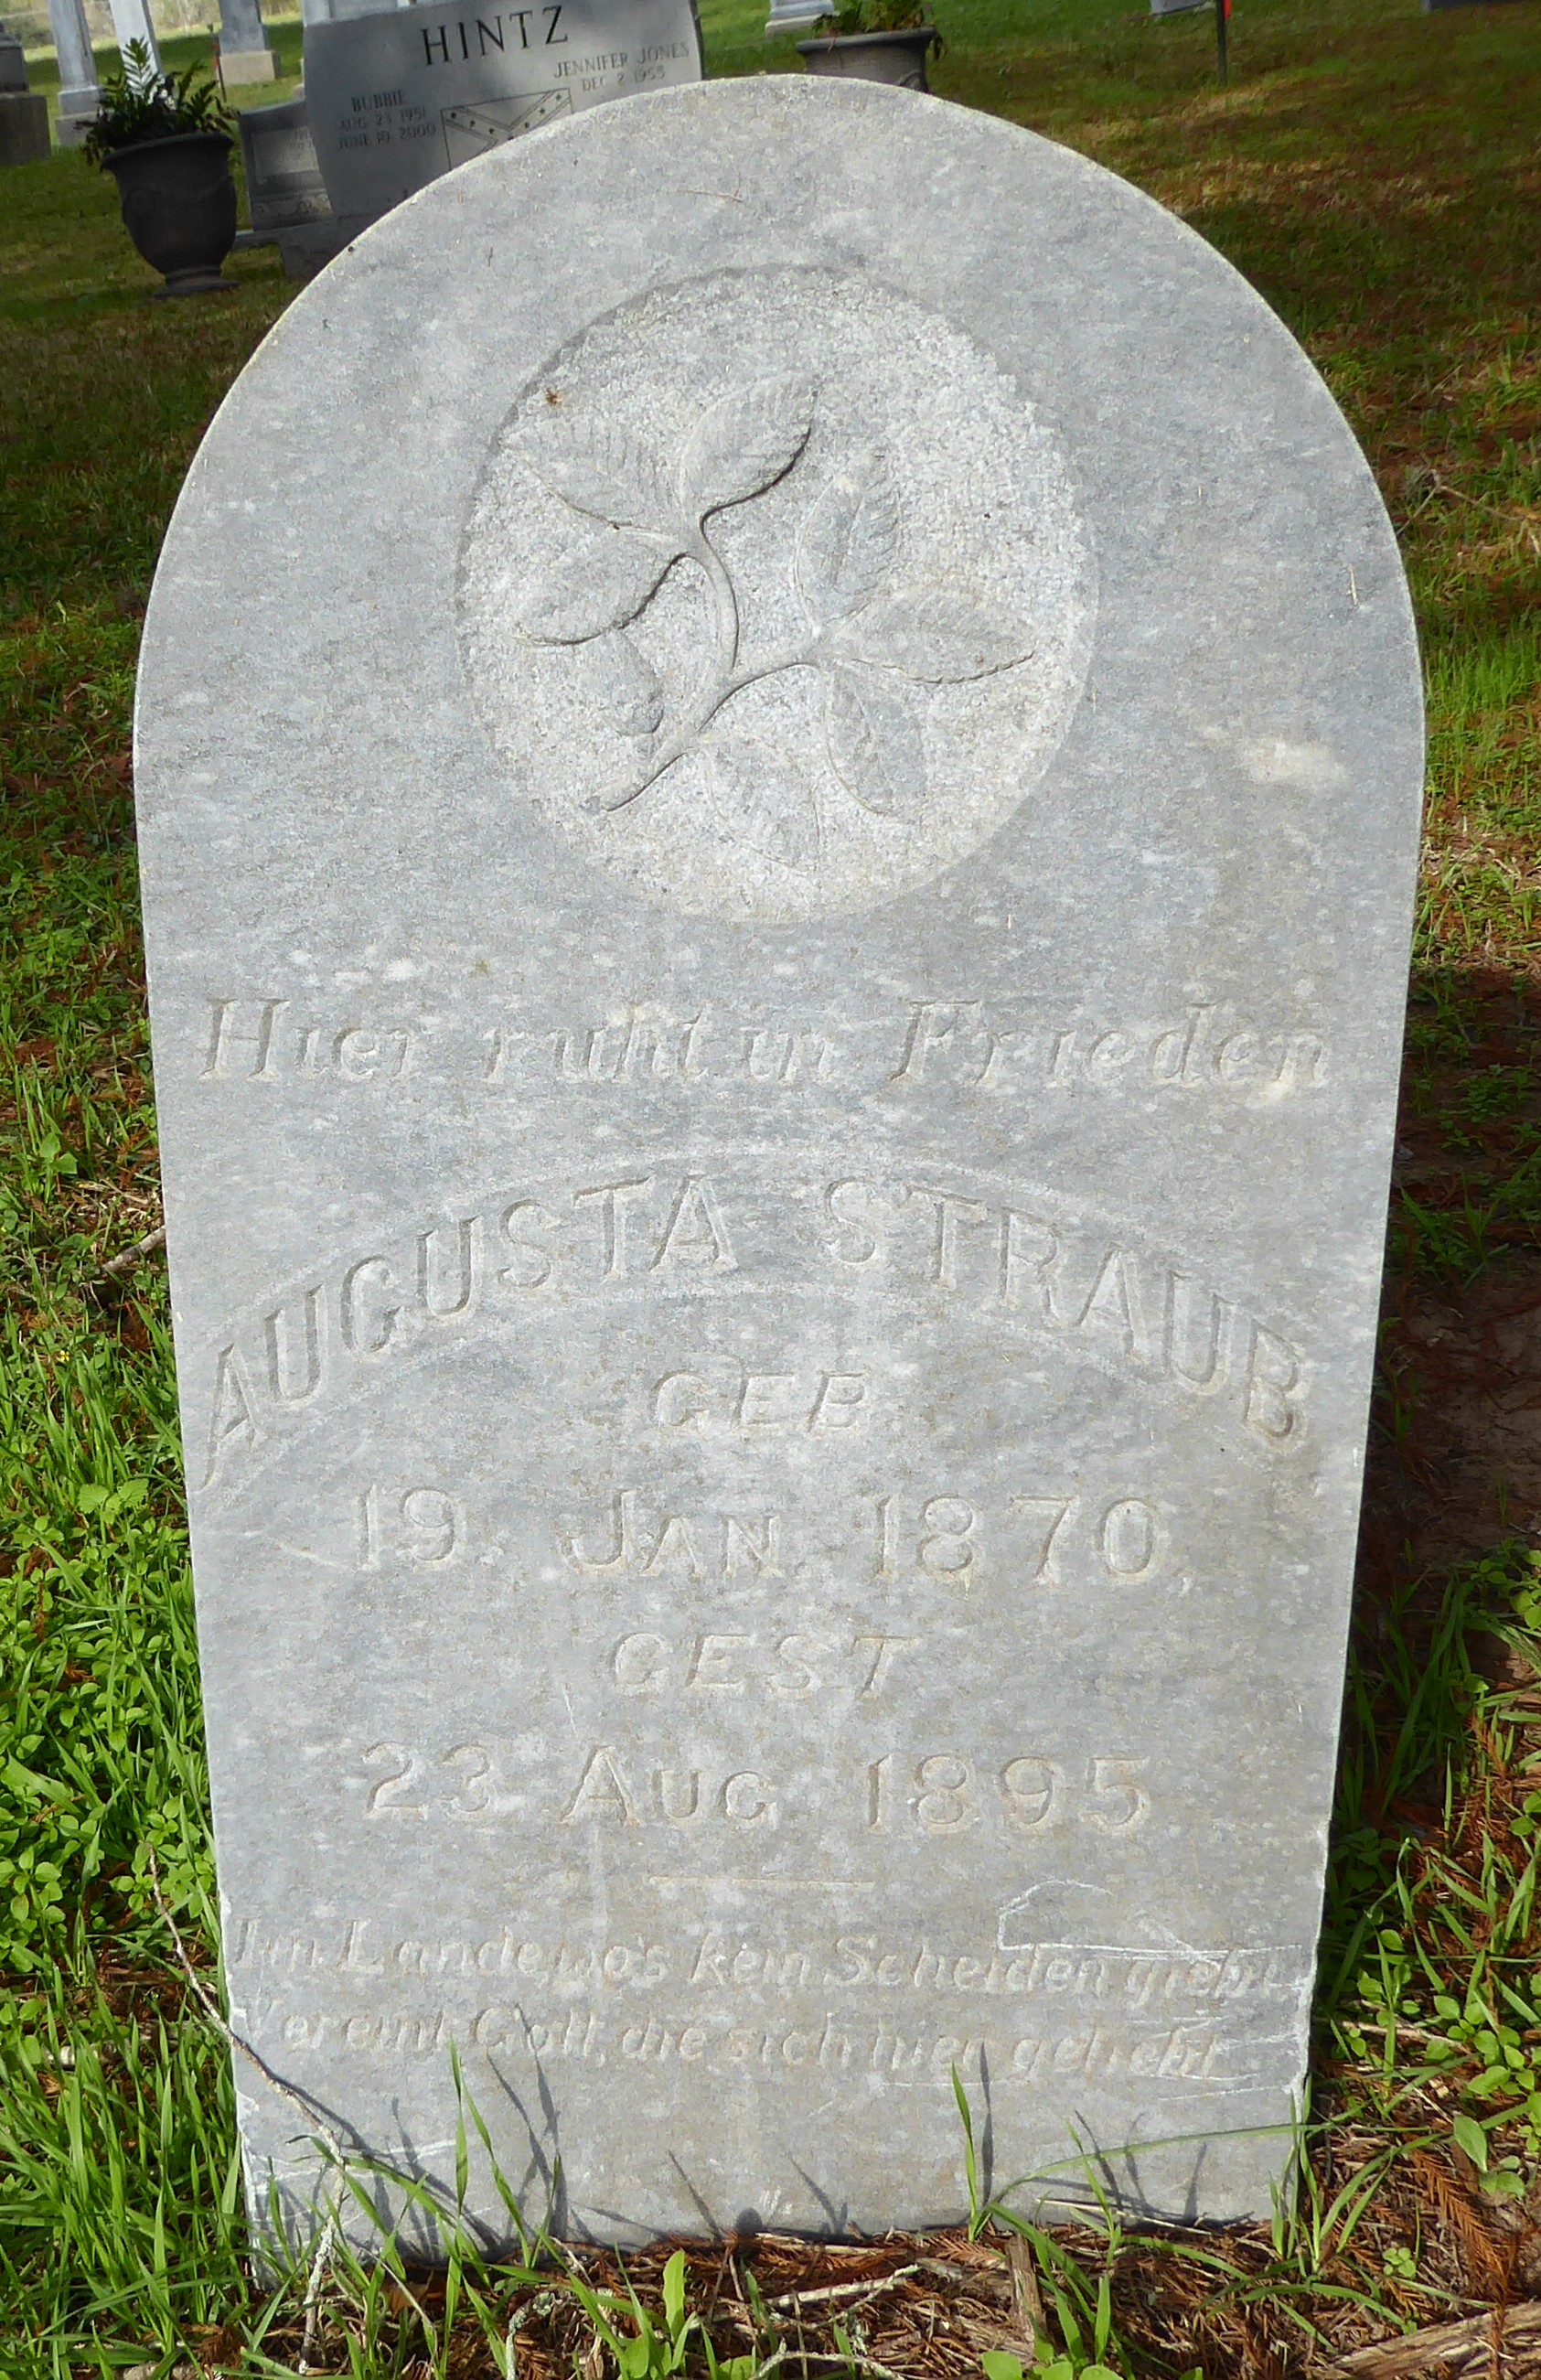 HINTZ
JENNIFER JONES
DEC 2 1955
BUBBIE
AUG 23 1951
JUNE 10 2000
Hier ruht in Frieden
AUGUSTA STRAUB
GEB
19. JAN. 1870,
GEST
23 AUG. 1895
Im Lande, wo's kein Scheiden giebt,
Vereint Gott, die sich hier geliebt